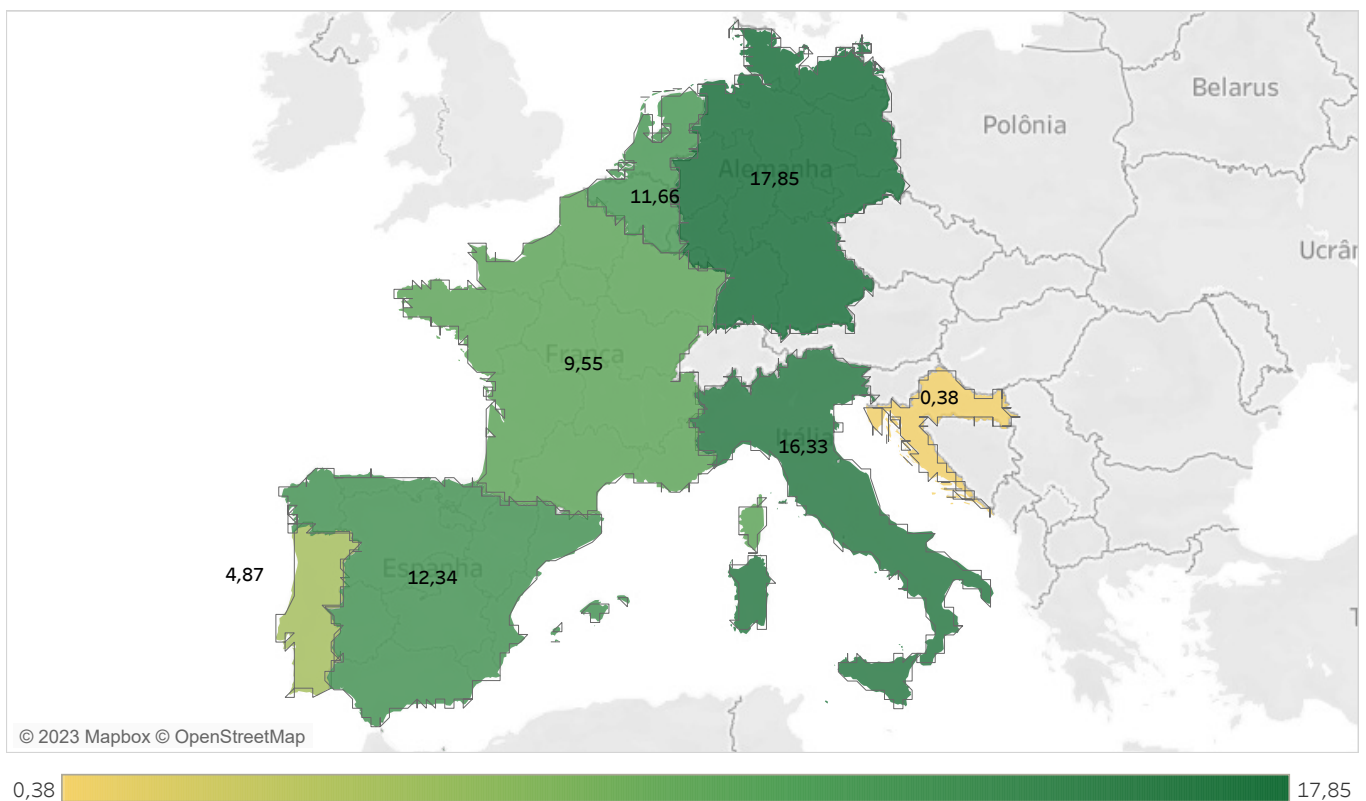 Belarus
Polônia
Alemanha
17,85
11,66
Ucrân
França
9,55
0,38
Itália
16,33
Espanha
4,87
12,34
© 2023 Mapbox © OpenStreetMap
0,38
17,85